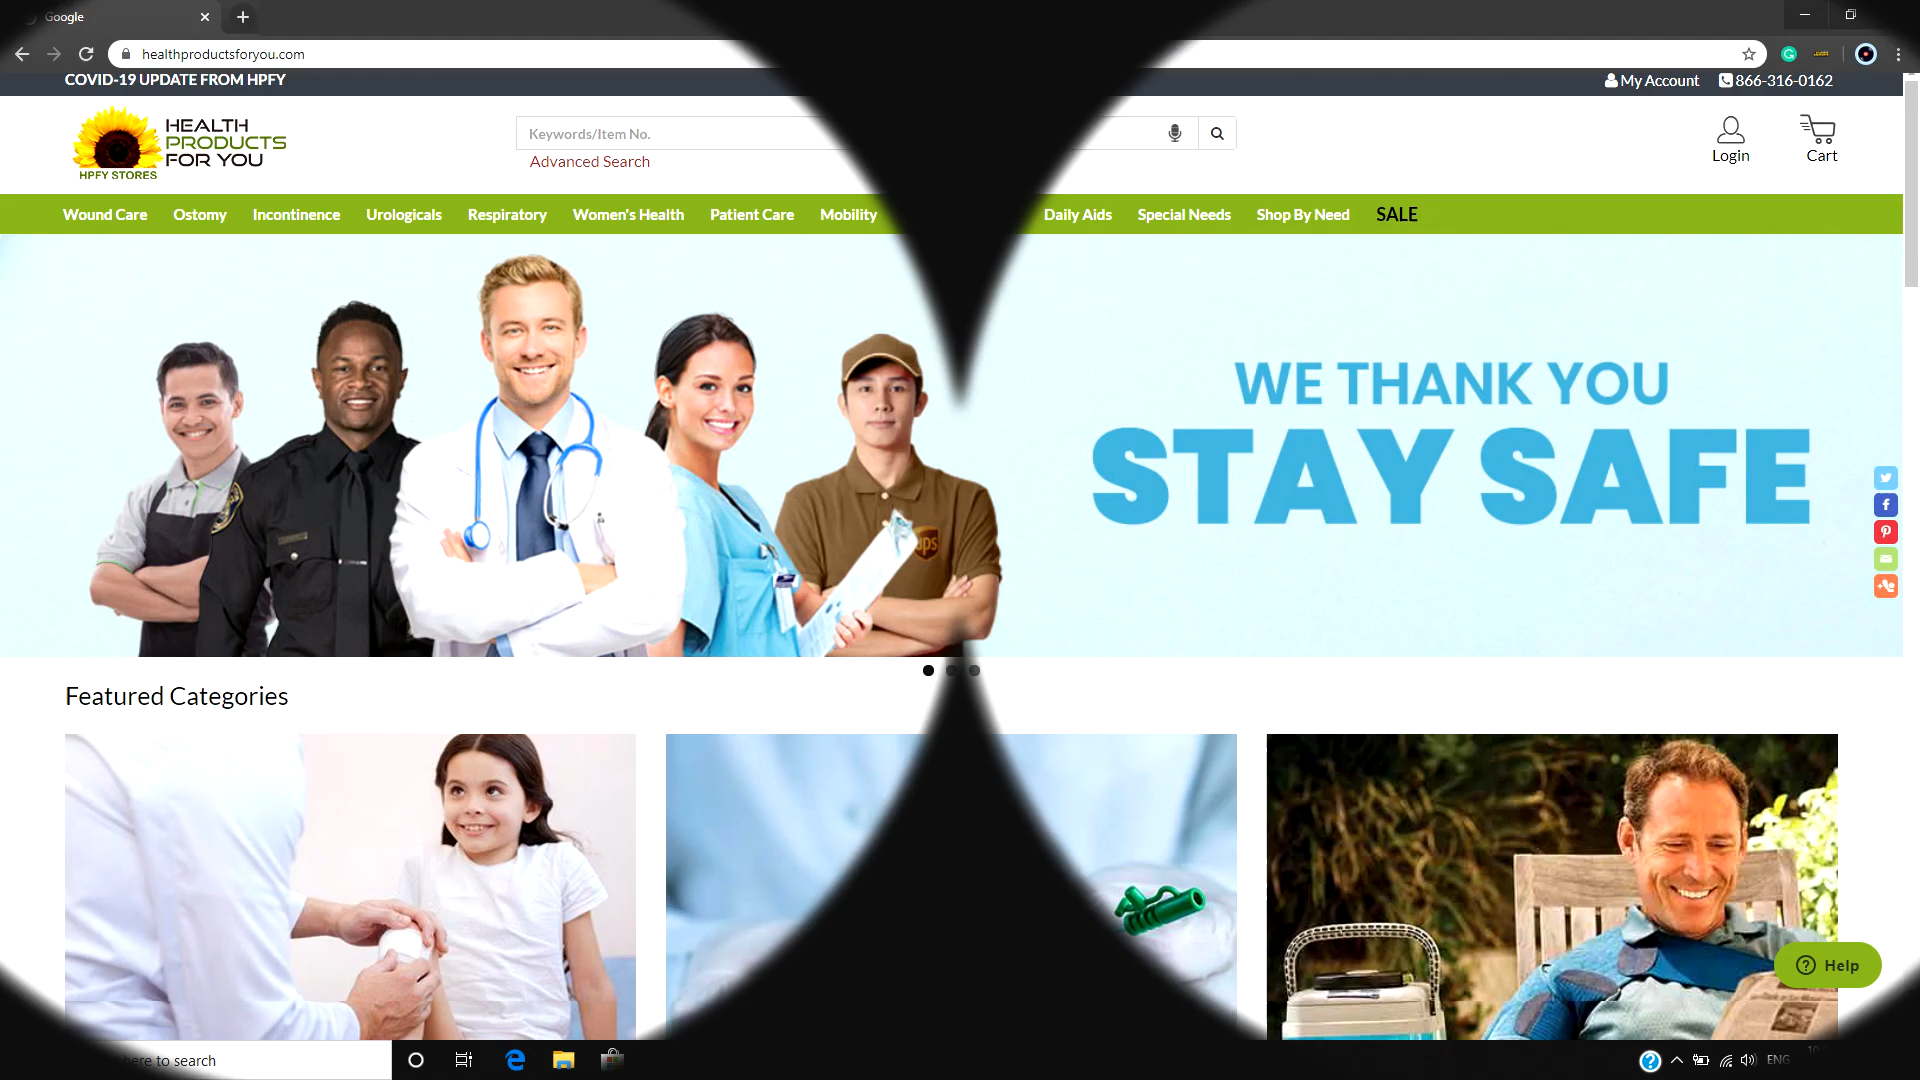 Google
healthproductsforyou.com
COVID-19 UPDATE FROM HPFY
My Account
866-316-0162
HEALTH
PRODUCTS
FOR YOU
HPFY STORES
Keywords/Item No.
Advanced Search
Login
Cart
Wound Care Ostomy Incontinence Urologicals Respiratory Women's Health Patient Care Mobility Daily Aids Special Needs Shop By Need SALE
WE THANK YOU
STAY SAFE
ups
Featured Categories
Help
here to search
ENG